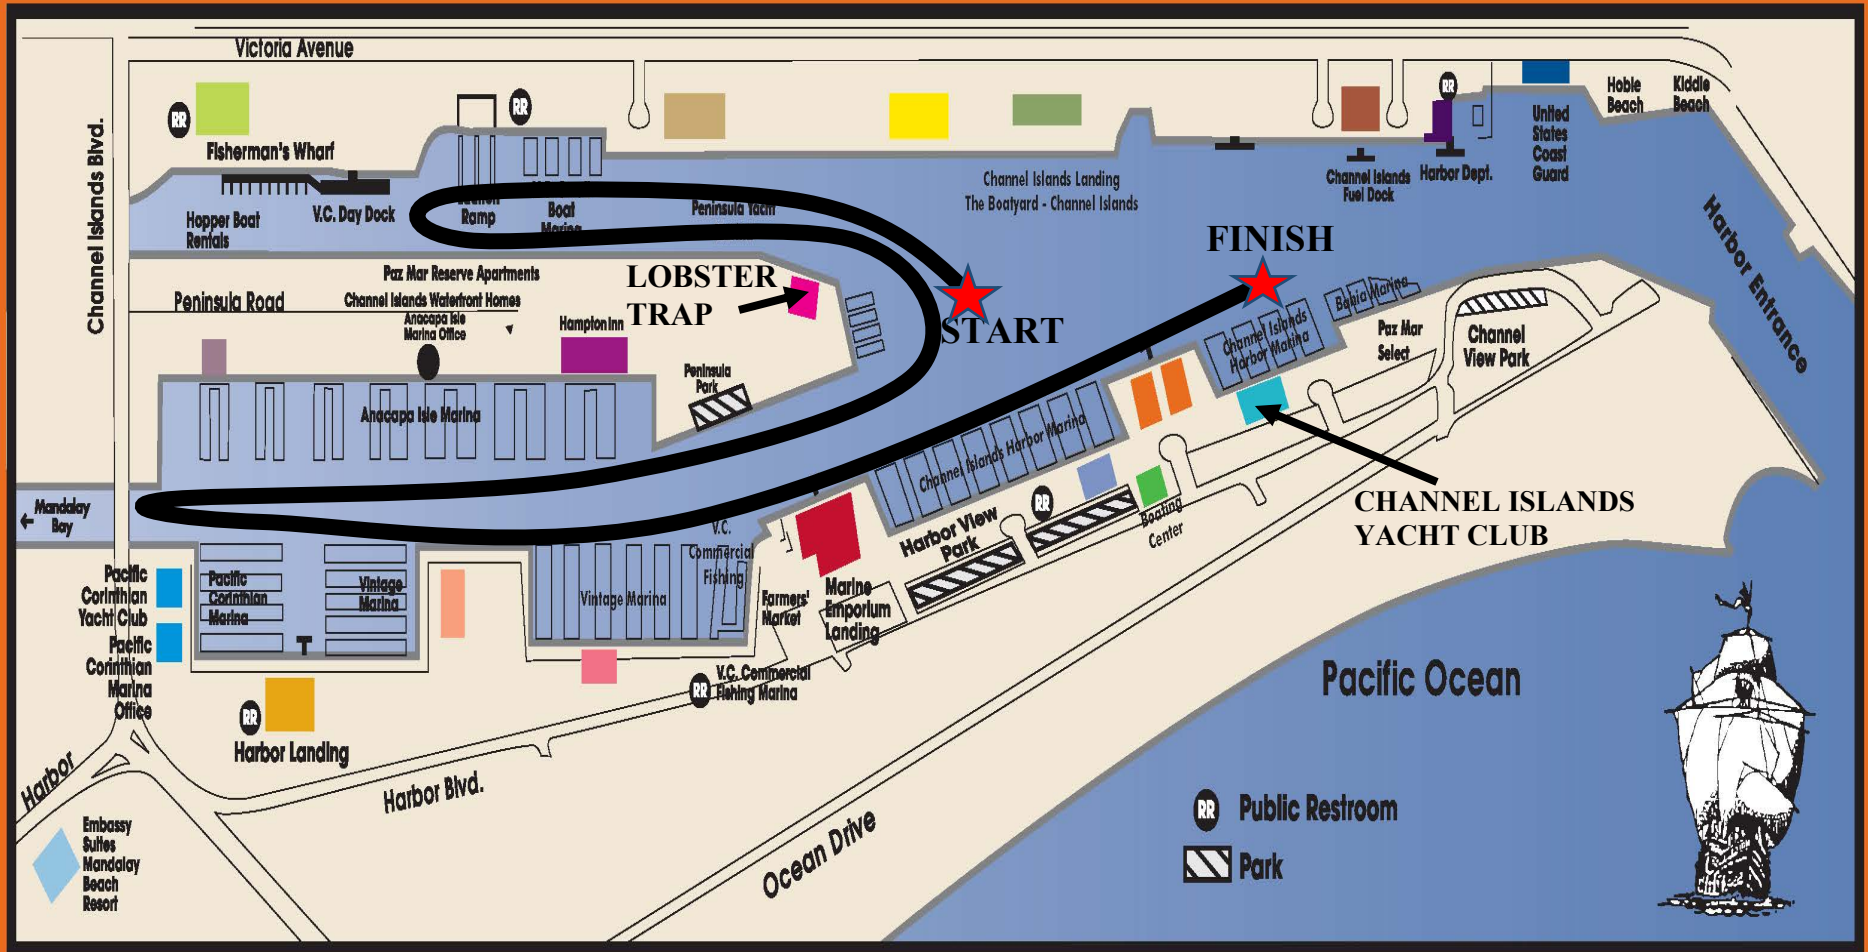 Victoria Avenue
Channel Islands Blvd.
RR
Fisherman's Wharf
RR
RR
Hobie
Beach
Kiddie
Beach
United
States
Coast
Guard
Hopper Boat
Rentals
V.C. Day Dock
Ramp
Boat
Peninsula Yacht
Channel Islands Landing
The Boatyard - Channel Islands
Channel Islands
Fuel Dock
Harbor Dept.
Harbor Entrance
FINISH
START
LOBSTER
TRAP
Paz Mar Reserve Apartments
Peninsula Road
Channel Islands Waterfront Homes
Anacapa Isle
Marina Office
Hampton Inn
Peninsula
Park
Anacapa Isle Marina
Bahia Marina
Channel Islands
Harbor Marina
Paz Mar
Select
Channel
View Park
Channel Islands Harbor Marina
CHANNEL ISLANDS
YACHT CLUB
Mandalay
Bay
RR
Harbor View
Park
Boating
Center
V.C.
Commercial
Fishing
Pacific
Corinthian
Yacht Club
Pacific
Corinthian
Marina
Office
Pacific
Corinthian
Marina
Vintage
Marina
Vintage Marina
Farmers'
Market
Marine
Emporium
Landing
RR
V.C. Commercial
Fishing Marina
RR
Harbor Landing
Harbor
Harbor Blvd.
Ocean Drive
Pacific Ocean
Embassy
Suites
Mandalay
Beach
Resort
RR
Public Restroom
Park